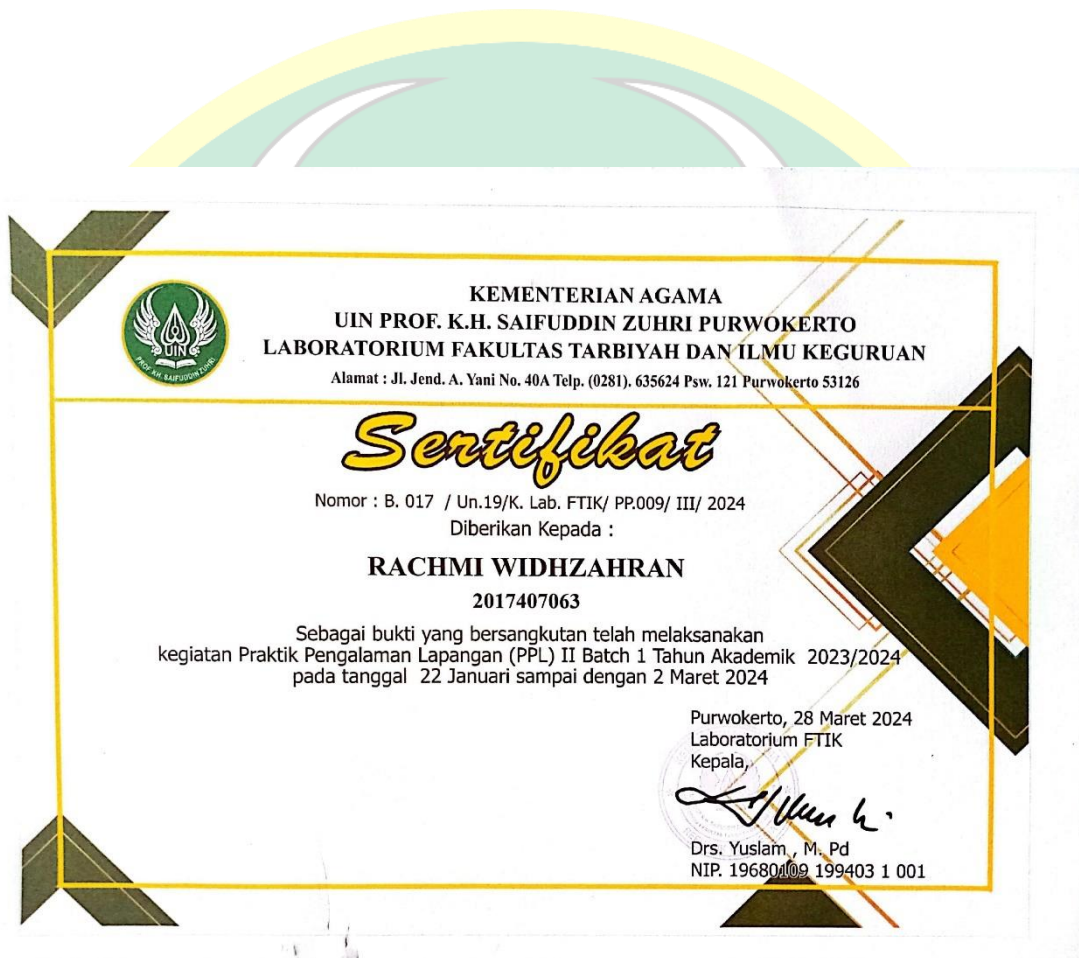 KEMENTERIAN AGAMA
UIN PROF. K.H. SAIFUDDIN ZUHRI PURWOKERTO
LABORATORIUM FAKULTAS TARBIYAH DAN ILMU KEGURUAN
Alamat : Jl. Jend. A. Yani No. 40A Telp. (0281). 635624 Psw. 121 Purwokerto 53126
UIN
PROF. K.H. SAIFUDDIN ZUHRI
Sertifikat
Nomor : B. 017 / Un.19/K. Lab. FTIK/ PP.009/ III/ 2024
Diberikan Kepada :
RACHMI WIDHZAHRAN
2017407063
Sebagai bukti yang bersangkutan telah melaksanakan
kegiatan Praktik Pengalaman Lapangan (PPL) II Batch 1 Tahun Akademik 2023/2024
pada tanggal 22 Januari sampai dengan 2 Maret 2024
Purwokerto, 28 Maret 2024
Laboratorium FTIK
Kepala,
Drs. Yuslam , M. Pd
NIP. 19680109 199403 1 001